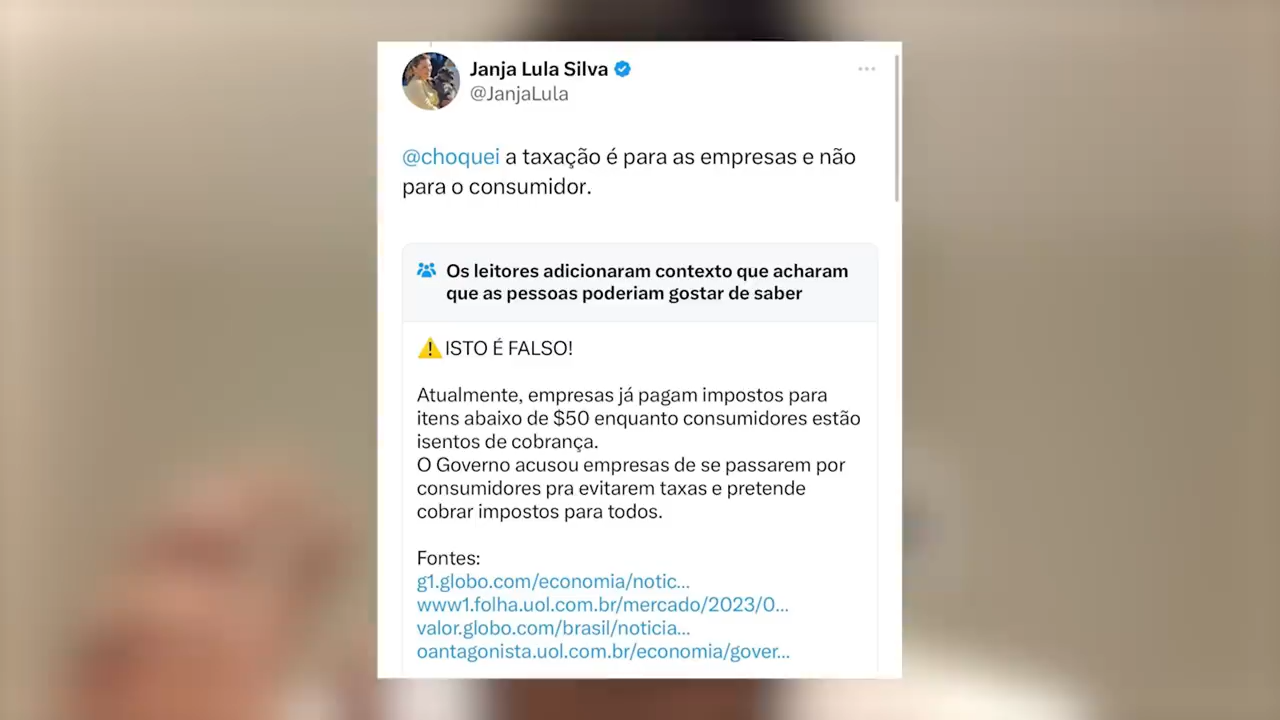 Janja Lula Silva
@JanjaLula
@choquei a taxação é para as empresas e não
para o consumidor.
Os leitores adicionaram contexto que acharam
que as pessoas poderiam gostar de saber
⚠️ISTO É FALSO!
Atualmente, empresas já pagam impostos para
itens abaixo de $50 enquanto consumidores estão
isentos de cobrança.
O Governo acusou empresas de se passarem por
consumidores pra evitarem taxas e pretende
cobrar impostos para todos.
Fontes:
g1.globo.com/economia/notic...
www1.folha.uol.com.br/mercado/2023/0...
valor.globo.com/brasil/noticia...
oantagonista.uol.com.br/economia/gover...